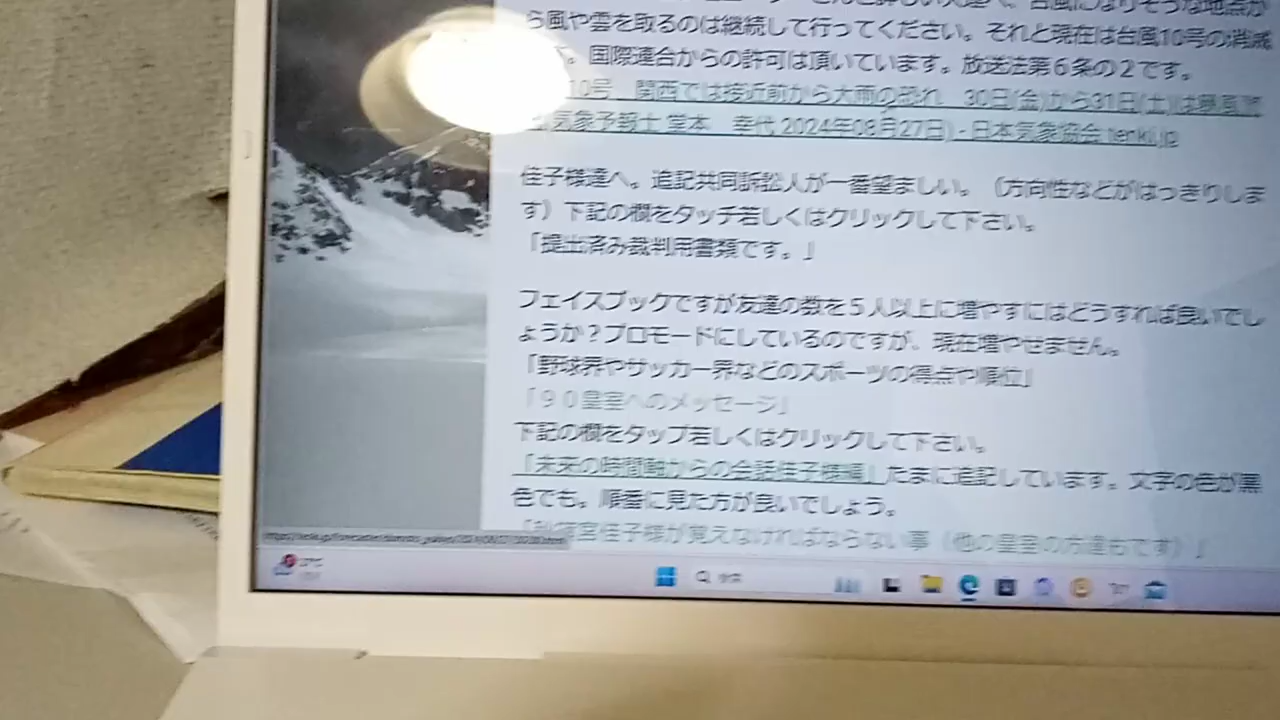 台風になりそうな地点か
ら風や雲を取るのは継続して行ってください。それと現在は台風10号の消滅
。国際連合からの許可は頂いています。放送法第6条の2です。
10号 関西では接近前から大雨の恐れ 30日(金)から31日(土)は暴風
気象予報士 堂本 幸代 2024年08月27日) - 日本気象協会 tenki.jp
佳子様達へ。追記共同訴訟人が一番望ましい。(方向性などがはっきりしま
す)下記の欄をタッチ若しくはクリックして下さい。
「提出済み裁判用書類です。」
フェイスブックですが友達の数を5人以上に増やすにはどうすれば良いでし
ょうか?プロモードにしているのですが、現在増やせません。
「野球界やサッカー界などのスポーツの得点や順位」
「90皇室へのメッセージ」
下記の欄をタップ若しくはクリックして下さい。
「未来の時間軸からの会話佳子様編」たまに追記しています。文字の色が黒
色でも。順番に見た方が良いでしょう。
宮佳子様が覚えなければならない事(他の皇室の方達もです)」
検索